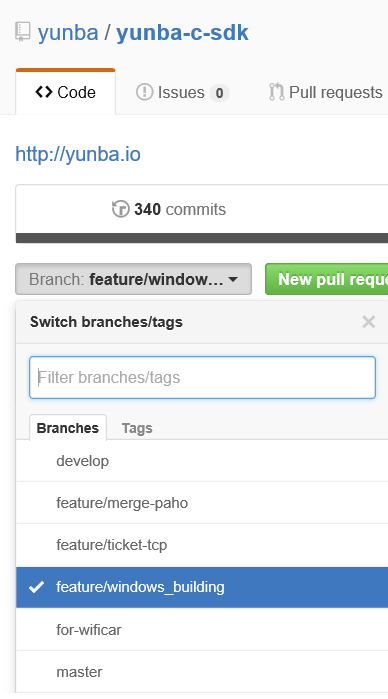 yunba / yunba-c-sdk
Code Issues 0 Pull requests
http://yunba.io
340 commits
Branch: feature/window… New pull reque
Switch branches/tags ×
Filter branches/tags
Branches Tags
develop
feature/merge-paho
feature/ticket-tcp
feature/windows_building
for-wificar
master